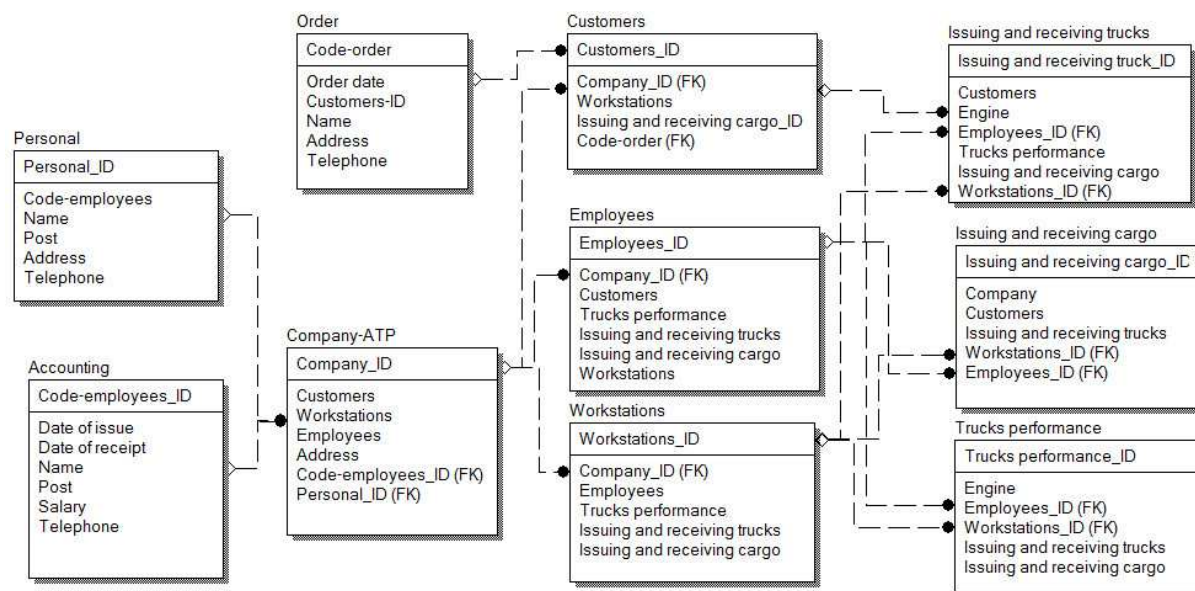 Order
Code-order
Order date
Customers-ID
Name
Address
Telephone
Customers
Customers_ID
Company_ID (FK)
Workstations
Issuing and receiving cargo_ID
Code-order (FK)
Issuing and receiving trucks
Issuing and receiving truck_ID
Customers
Engine
Employees_ID (FK)
Trucks performance
Issuing and receiving cargo
Workstations_ID (FK)
Personal
Personal_ID
Code-employees
Name
Post
Address
Telephone
Employees
Employees_ID
Company_ID (FK)
Customers
Trucks performance
Issuing and receiving trucks
Issuing and receiving cargo
Workstations
Issuing and receiving cargo
Issuing and receiving cargo_ID
Company
Customers
Issuing and receiving trucks
Workstations_ID (FK)
Employees_ID (FK)
Accounting
Code-employees_ID
Date of issue
Date of receipt
Name
Post
Salary
Telephone
Company-ATP
Company_ID
Customers
Workstations
Employees
Address
Code-employees_ID (FK)
Personal_ID (FK)
Workstations
Workstations_ID
Company_ID (FK)
Employees
Trucks performance
Issuing and receiving trucks
Issuing and receiving cargo
Trucks performance
Trucks performance_ID
Engine
Employees_ID (FK)
Workstations_ID (FK)
Issuing and receiving trucks
Issuing and receiving cargo